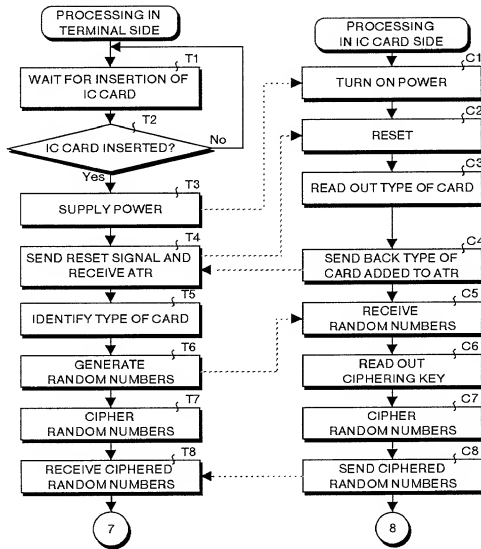 PROCESSING IN
TERMINAL SIDE
T1
WAIT FOR INSERTION OF
IC CARD
T2
IC CARD INSERTED?
No
Yes
T3
SUPPLY POWER
T4
SEND RESET SIGNAL AND
RECEIVE ATR
T5
IDENTIFY TYPE OF CARD
T6
GENERATE
RANDOM NUMBERS
T7
CIPHER
RANDOM NUMBERS
T8
RECEIVE CIPHERED
RANDOM NUMBERS
7
PROCESSING
IN IC CARD SIDE
C1
TURN ON POWER
C2
RESET
C3
READ OUT TYPE OF CARD
C4
SEND BACK TYPE OF
CARD ADDED TO ATR
C5
RECEIVE
RANDOM NUMBERS
C6
READ OUT
CIPHERING KEY
C7
CIPHER
RANDOM NUMBERS
C8
SEND CIPHERED
RANDOM NUMBERS
8